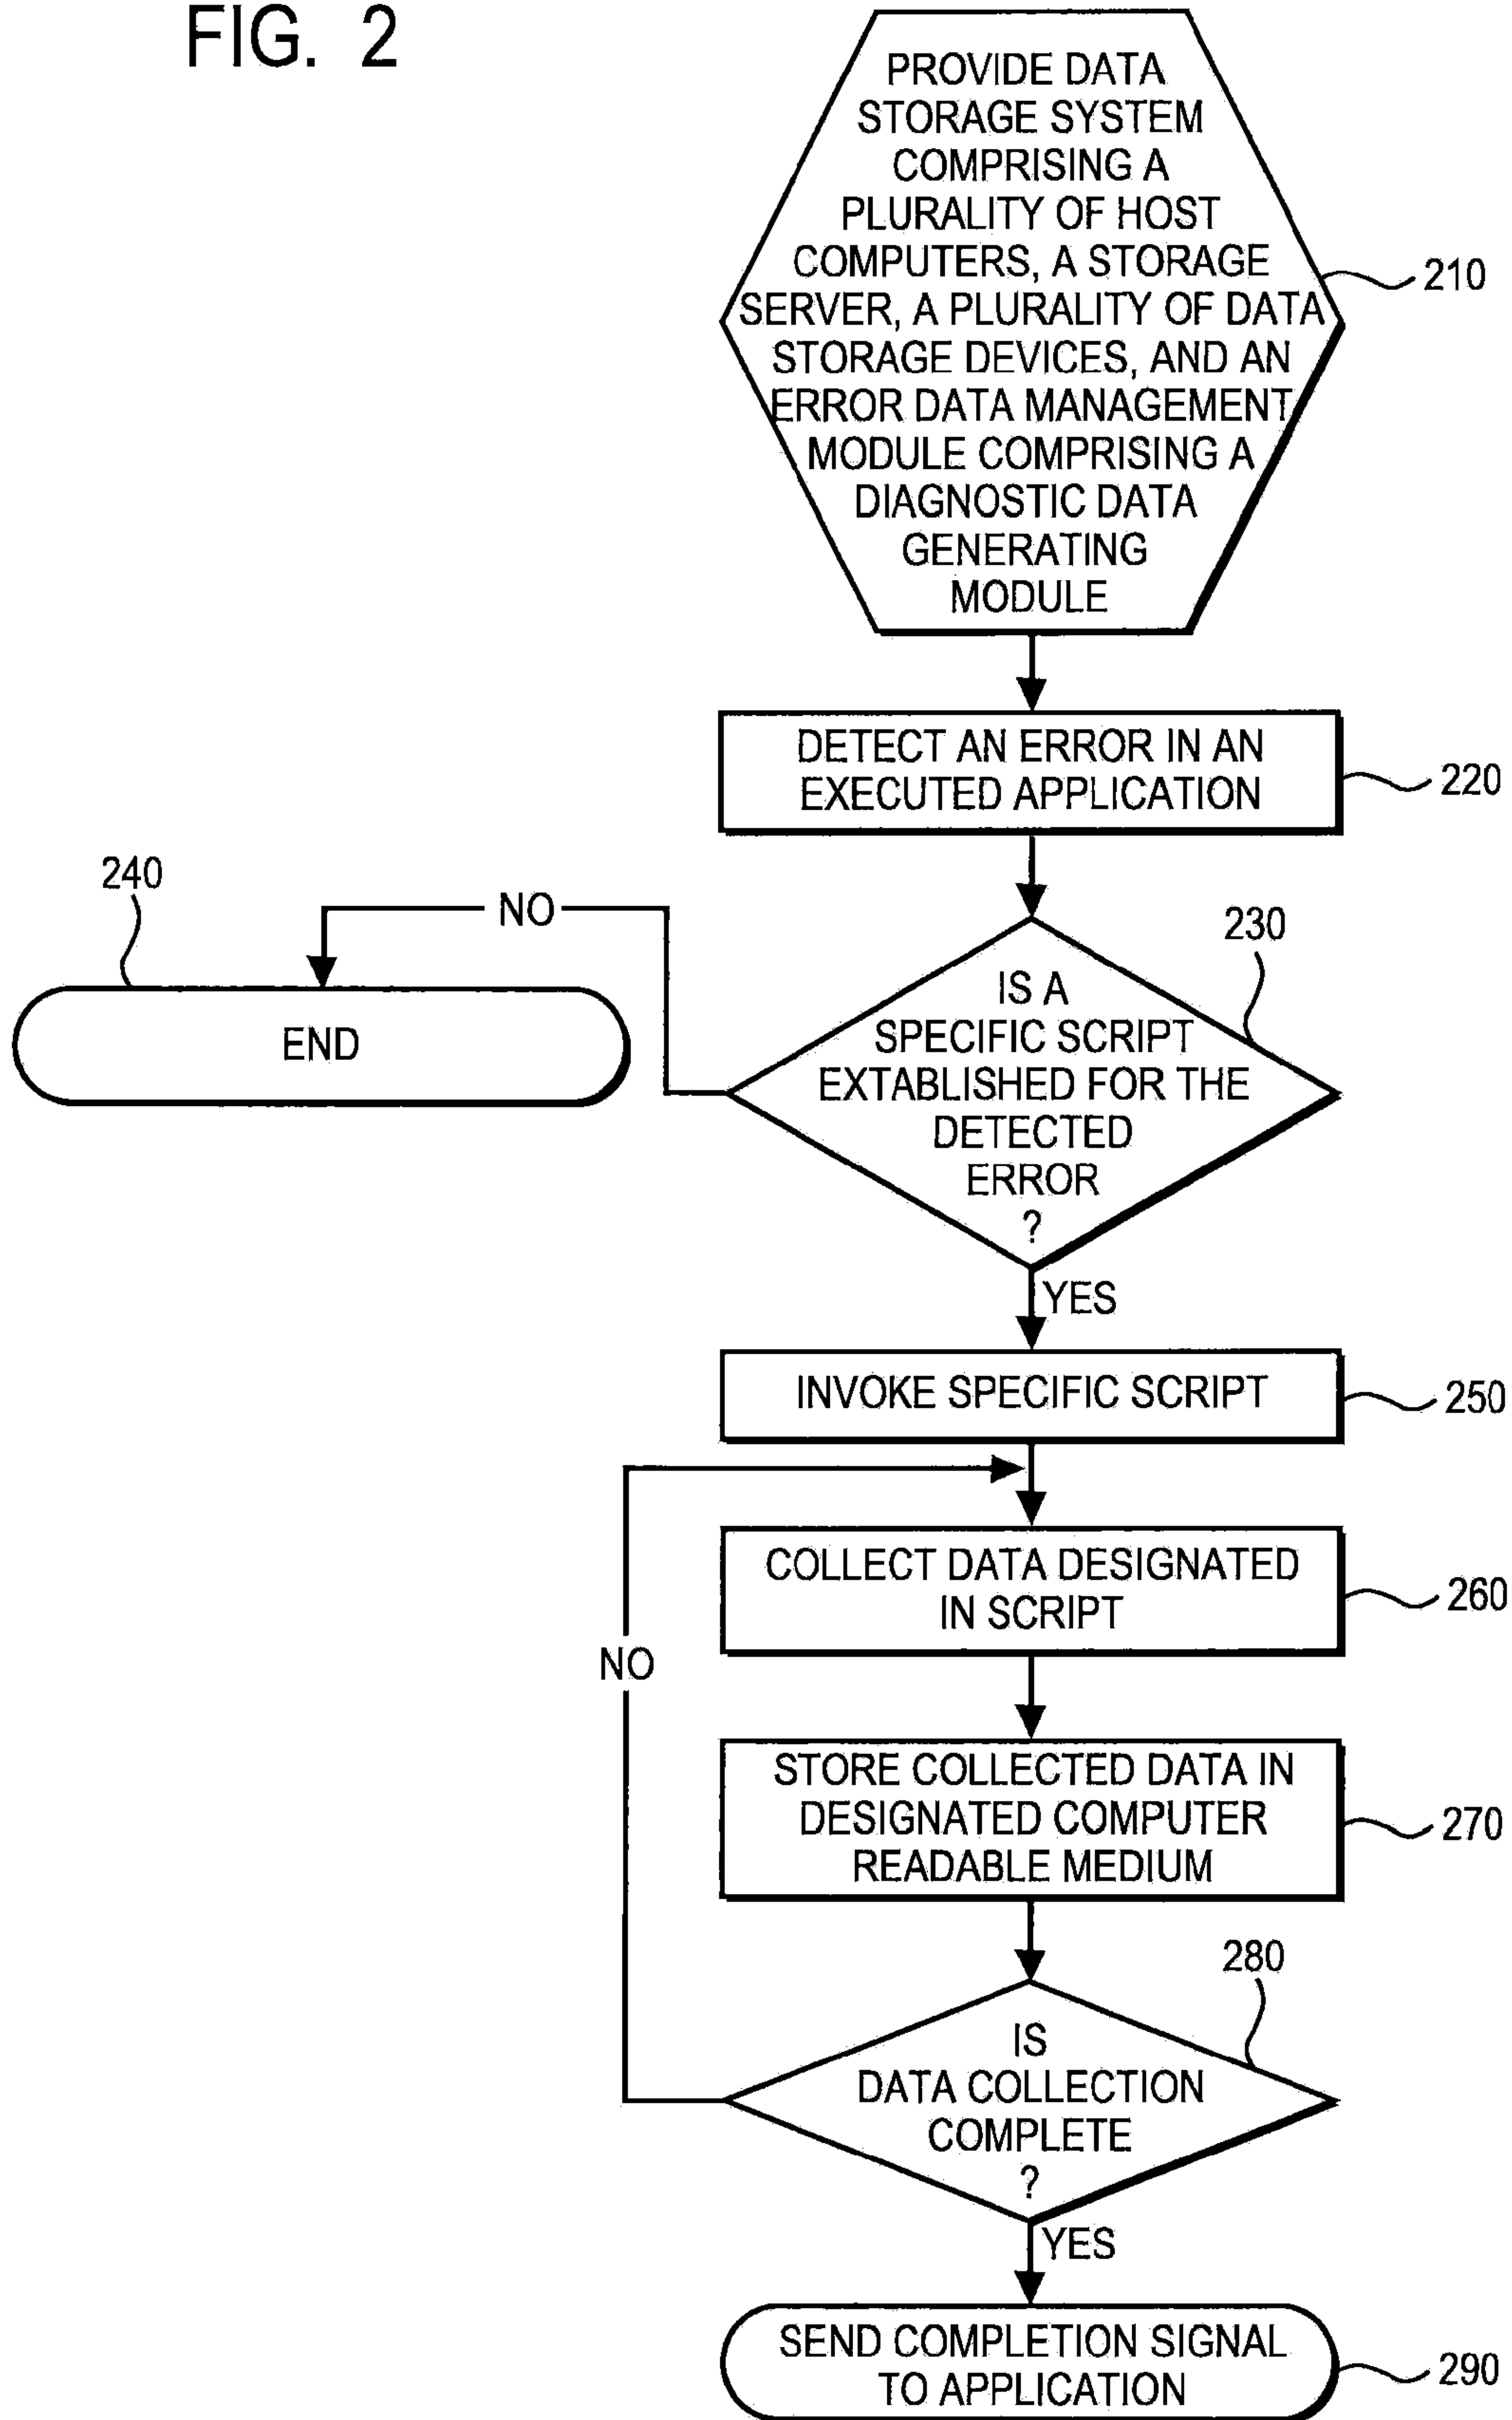 FIG. 2
PROVIDE DATA
STORAGE SYSTEM
COMPRISING A
PLURALITY OF HOST
COMPUTERS, A STORAGE
SERVER, A PLURALITY OF DATA
STORAGE DEVICES, AND AN
ERROR DATA MANAGEMENT
MODULE COMPRISING A
DIAGNOSTIC DATA
GENERATING
MODULE
210
DETECT AN ERROR IN AN
EXECUTED APPLICATION
220
240
NO
END
230
IS A
SPECIFIC SCRIPT
EXTABLISHED FOR THE
DETECTED
ERROR
?
YES
INVOKE SPECIFIC SCRIPT
250
COLLECT DATA DESIGNATED
IN SCRIPT
260
NO
STORE COLLECTED DATA IN
DESIGNATED COMPUTER
READABLE MEDIUM
270
280
IS
DATA COLLECTION
COMPLETE
?
YES
SEND COMPLETION SIGNAL
TO APPLICATION
290